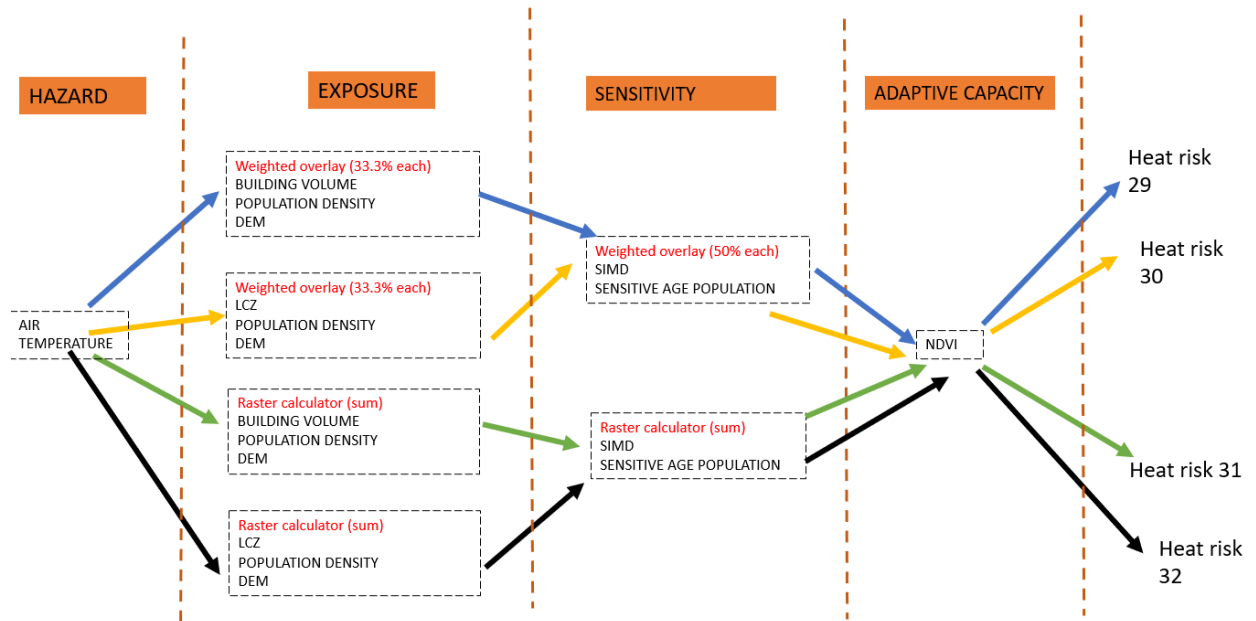 HAZARD
EXPOSURE
SENSITIVITY
ADAPTIVE CAPACITY
AIR
TEMPERATURE
Weighted overlay (33.3% each)
BUILDING VOLUME
POPULATION DENSITY
DEM
Weighted overlay (33.3% each)
LCZ
POPULATION DENSITY
DEM
Raster calculator (sum)
BUILDING VOLUME
POPULATION DENSITY
DEM
Raster calculator (sum)
LCZ
POPULATION DENSITY
DEM
Weighted overlay (50% each)
SIMD
SENSITIVE AGE POPULATION
Raster calculator (sum)
SIMD
SENSITIVE AGE POPULATION
NDVI
Heat risk
29
Heat risk
30
Heat risk 31
Heat risk
32